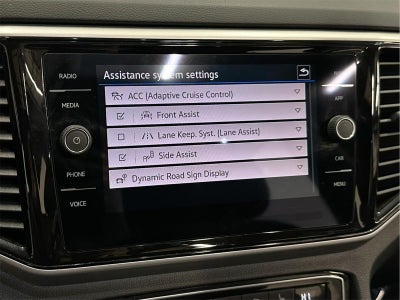 RADIO
MEDIA
PHONE
VOICE
Assistance system settings
ACC (Adaptive Cruise Control)
Front Assist
Lane Keep. Syst. (Lane Assist)
Side Assist
Dynamic Road Sign Display
APP
CAR
MENU